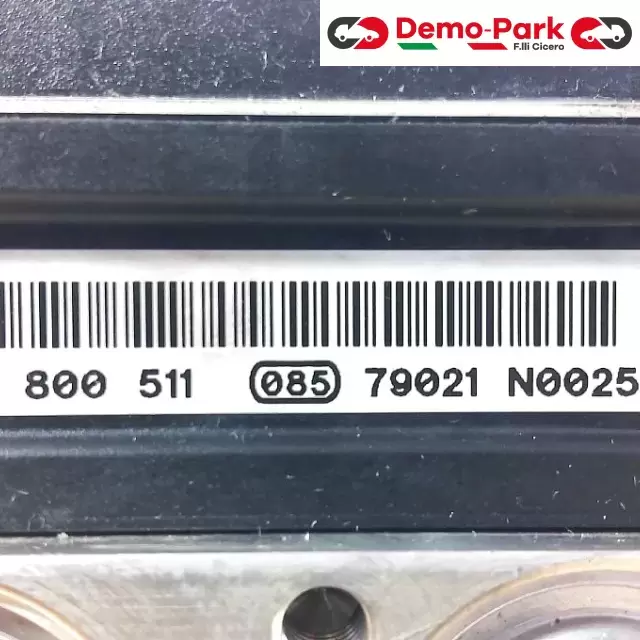 Demo-Park
F.lli Cicero
800 511 085 79021 N0025